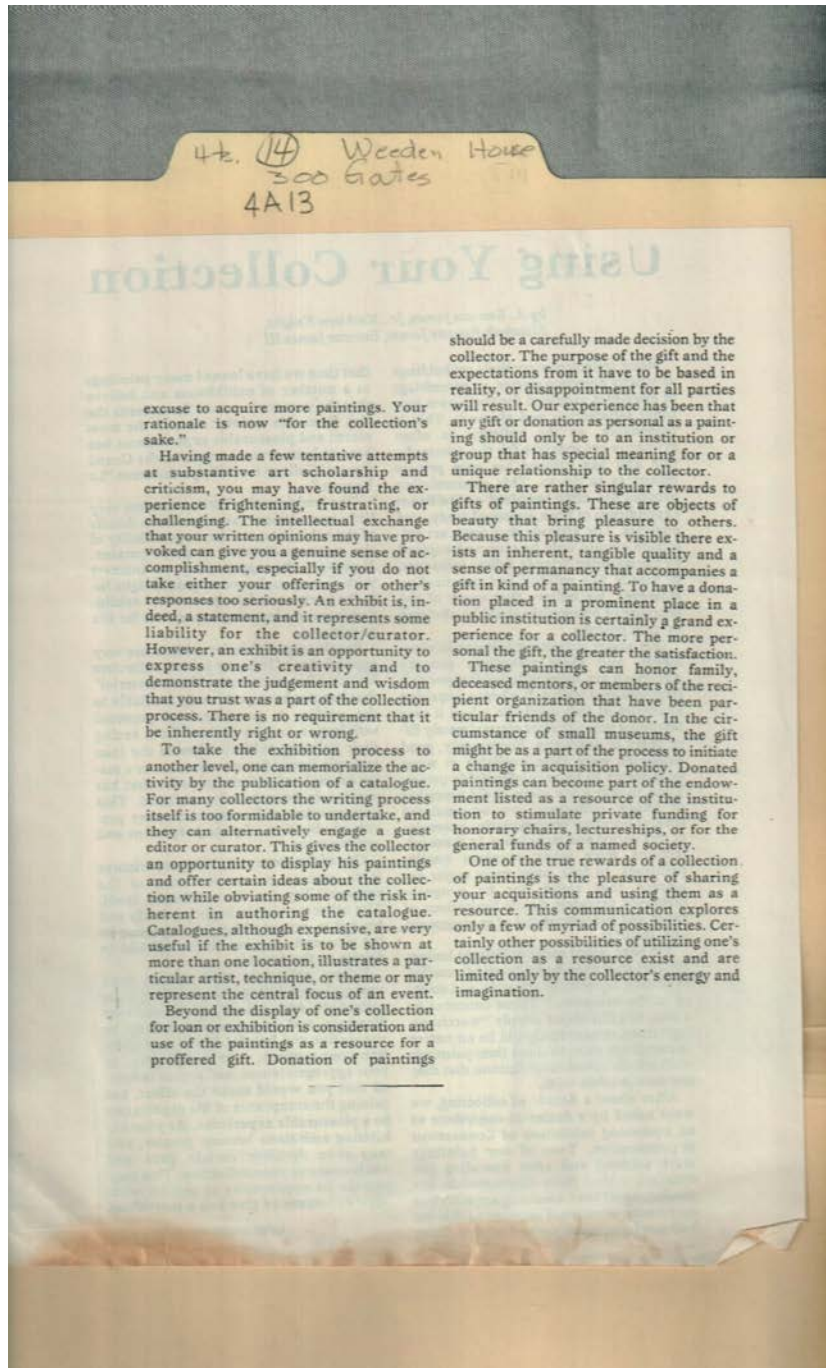 4k. 14 Weeden House
300 Gates
4A13
Using Your Collection
excuse to acquire more paintings. Your
rationale is now "for the collection's
sake."
Having made a few tentative attempts
at substantive art scholarship and
criticism, you may have found the ex-
perience frightening, frustrating, or
challenging. The intellectual exchange
that your written opinions may have pro-
voked can give you a genuine sense of ac-
complishment, especially if you do not
take either your offerings or other's
responses too seriously. An exhibit is, in-
deed, a statement, and it represents some
liability for the collector/curator.
However, an exhibit is an opportunity to
express one's creativity and to
demonstrate the judgement and wisdom
that you trust was a part of the collection
process. There is no requirement that it
be inherently right or wrong.
To take the exhibition process to
another level, one can memorialize the ac-
tivity by the publication of a catalogue.
For many collectors the writing process
itself is too formidable to undertake, and
they can alternatively engage a guest
editor or curator. This gives the collector
an opportunity to display his paintings
and offer certain ideas about the collec-
tion while obviating some of the risk in-
herent in authoring the catalogue.
Catalogues, although expensive, are very
useful if the exhibit is to be shown at
more than one location, illustrates a par-
ticular artist, technique, or theme or may
represent the central focus of an event.
Beyond the display of one's collection
for loan or exhibition is consideration and
use of the paintings as a resource for a
proffered gift. Donation of paintings
should be a carefully made decision by the
collector. The purpose of the gift and the
expectations from it have to be based in
reality, or disappointment for all parties
will result. Our experience has been that
any gift or donation as personal as a paint-
ing should only be to an institution or
group that has special meaning for or a
unique relationship to the collector.
There are rather singular rewards to
gifts of paintings. These are objects of
beauty that bring pleasure to others.
Because this pleasure is visible there ex-
ists an inherent, tangible quality and a
sense of permanancy that accompanies a
gift in kind of a painting. To have a dona-
tion placed in a prominent place in a
public institution is certainly a grand ex-
perience for a collector. The more per-
sonal the gift, the greater the satisfaction.
These paintings can honor family,
deceased mentors, or members of the reci-
pient organization that have been par-
ticular friends of the donor. In the cir-
cumstance of small museums, the gift
might be as a part of the process to initiate
a change in acquisition policy. Donated
paintings can become part of the endow-
ment listed as a resource of the institu-
tion to stimulate private funding for
honorary chairs, lectureships, or for the
general funds of a named society.
One of the true rewards of a collection
of paintings is the pleasure of sharing
your acquisitions and using them as a
resource. This communication explores
only a few of myriad of possibilities. Cer-
tainly other possibilities of utilizing one's
collection as a resource exist and are
limited only by the collector's energy and
imagination.